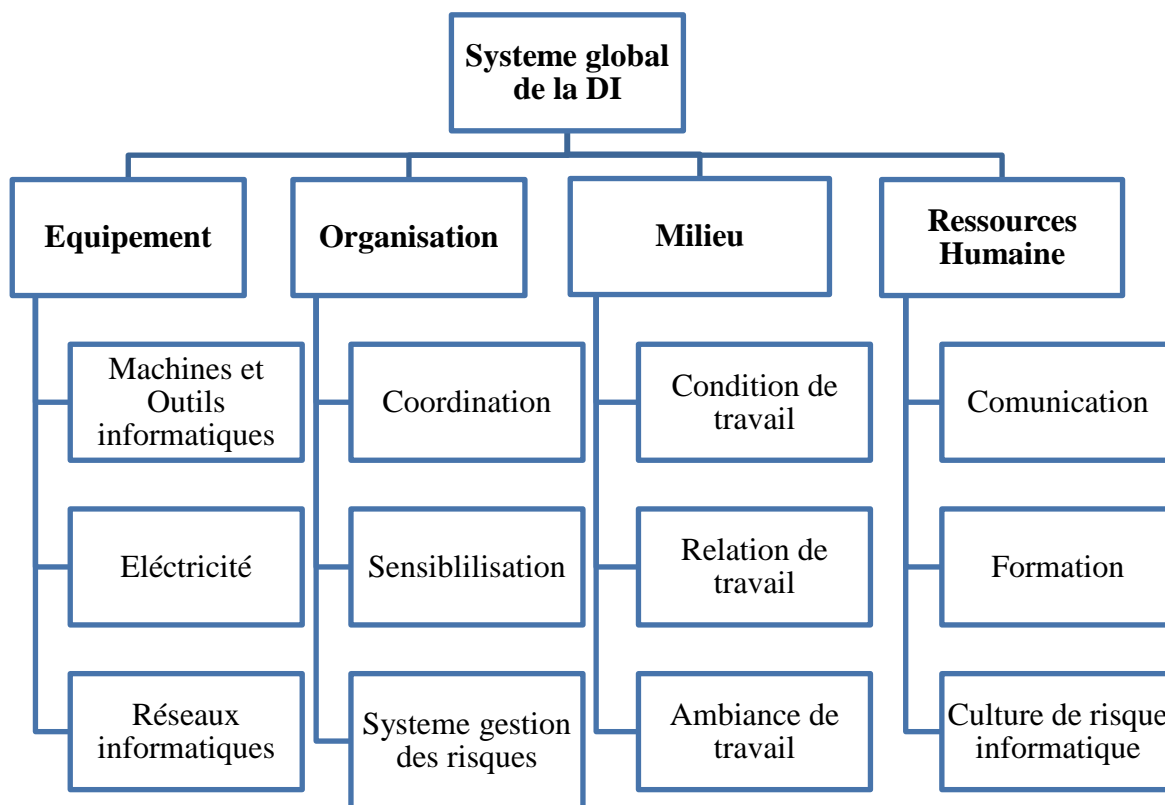 Systeme global
de la DI
Equipement
Organisation
Milieu
Ressources
Humaine
Machines et
Outils
informatiques
Coordination
Condition de
travail
Comunication
Eléctricité
Sensiblilisation
Relation de
travail
Formation
Réseaux
informatiques
Systeme gestion
des risques
Ambiance de
travail
Culture de risque
informatique